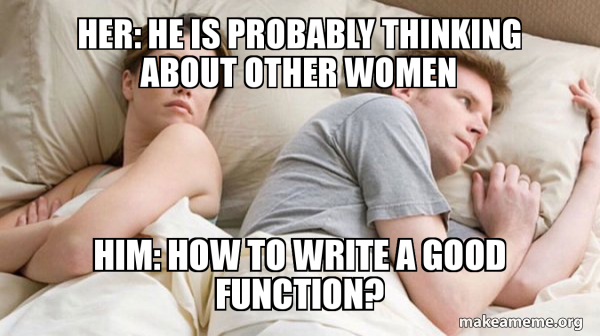 HER: HE IS PROBABLY THINKING
ABOUT OTHER WOMEN
HIM: HOW TO WRITE A GOOD
FUNCTION?
makeameme.org